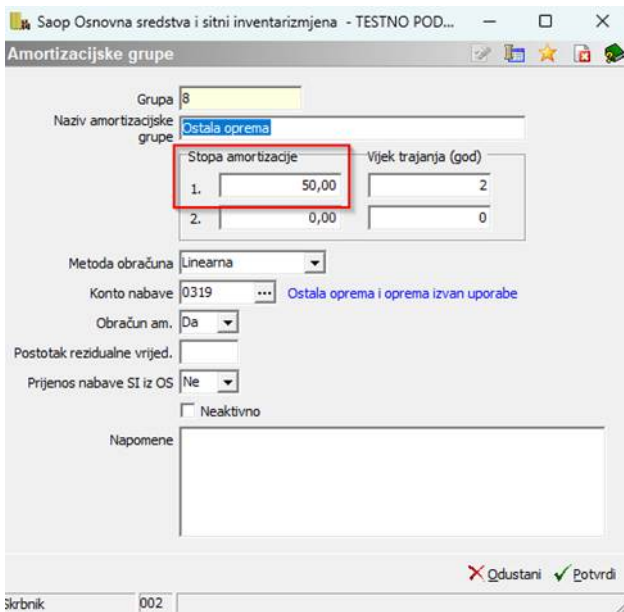 Saop Osnovna sredstva i sitni inventarizmjena - TESTNO POD...
Amortizacijske grupe
Grupa 8
Naziv amortizacijske grupe Ostala oprema
Stopa amortizacije Vijek trajanja (god)
1. 50,00 2
2. 0,00 0
Metoda obračuna Linearna
Konto nabave 0319 ... Ostala oprema i oprema izvan uporabe
Obračun am. Da
Postotak rezidualne vrijed.
Prijenos nabave SI iz OS Ne
Neaktivno
Napomene
Odustani Potvrdi
Skrbnik 002